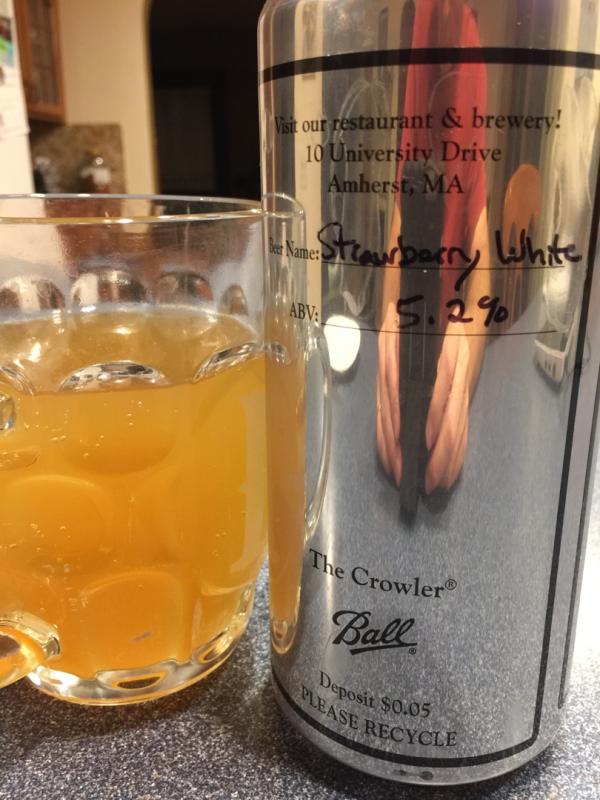 Visit our restaurant & brewery!
10 University Drive
Amherst, MA
Beer Name: Strawberry White
ABV: 5.2%
The Crowler®
Ball®
Deposit $0.05
PLEASE RECYCLE